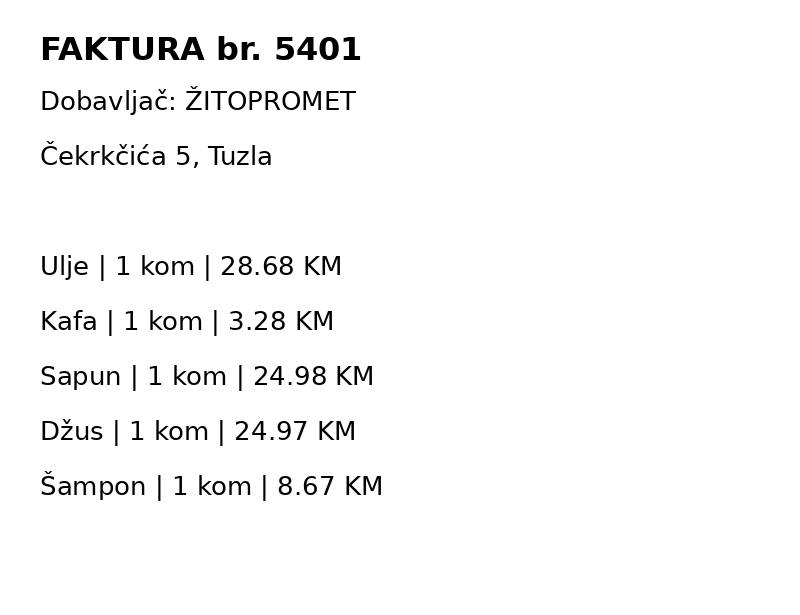 FAKTURA br. 5401
Dobavljač: ŽITOPROMET
Čekrkčića 5, Tuzla
Ulje | 1 kom | 28.68 KM
Kafa | 1 kom | 3.28 KM
Sapun | 1 kom | 24.98 KM
Džus | 1 kom | 24.97 KM
Šampon | 1 kom | 8.67 KM